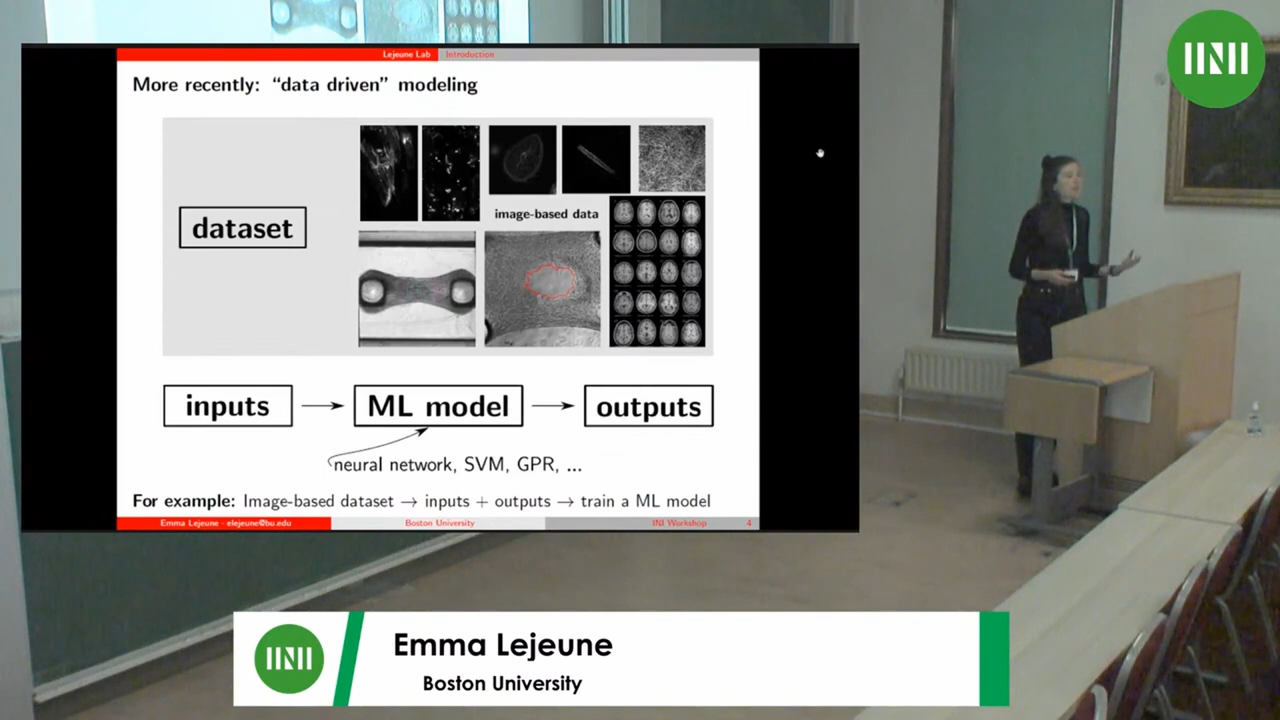 Lejeune Lab Introduction
More recently: “data driven” modeling
dataset
image-based data
inputs → ML model → outputs
neural network, SVM, GPR, ...
For example: Image-based dataset → inputs + outputs → train a ML model
Emma Lejeune - elejeune@bu.edu Boston University INI Workshop 4
INI
INI
Emma Lejeune
Boston University